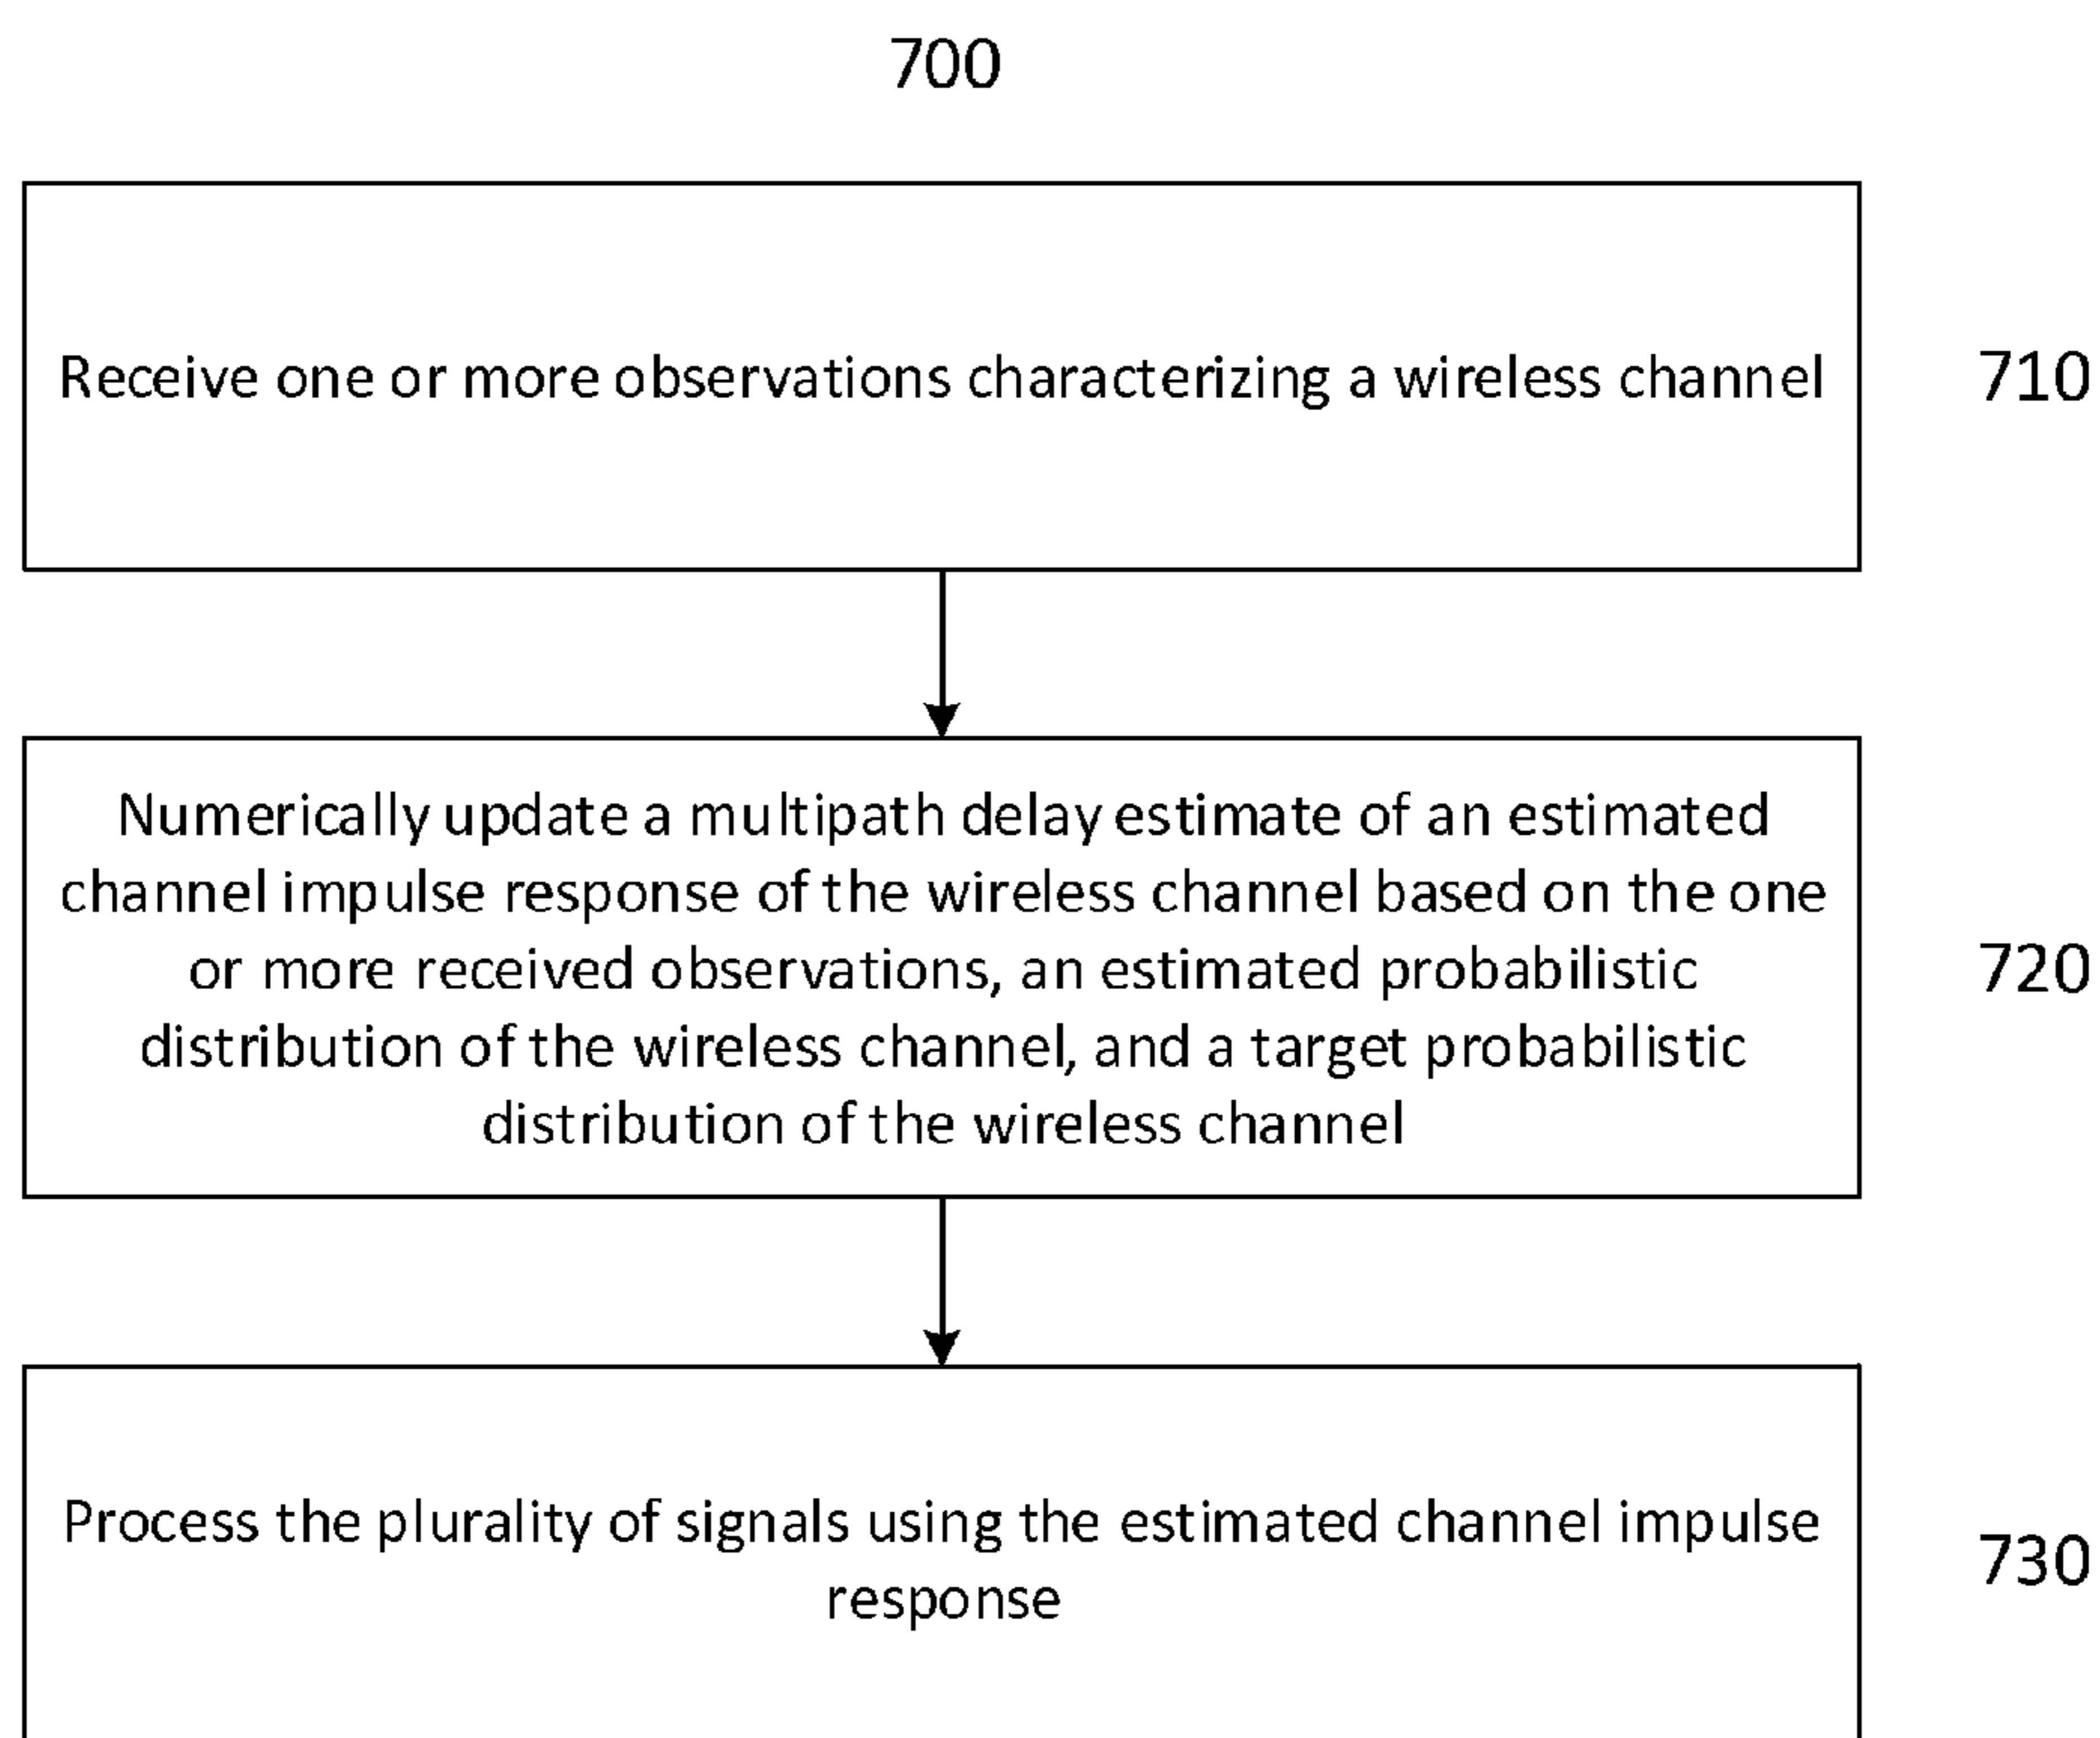 700
Receive one or more observations characterizing a wireless channel
710
Numerically update a multipath delay estimate of an estimated
channel impulse response of the wireless channel based on the one
or more received observations, an estimated probabilistic
distribution of the wireless channel, and a target probabilistic
distribution of the wireless channel
720
Process the plurality of signals using the estimated channel impulse
response
730